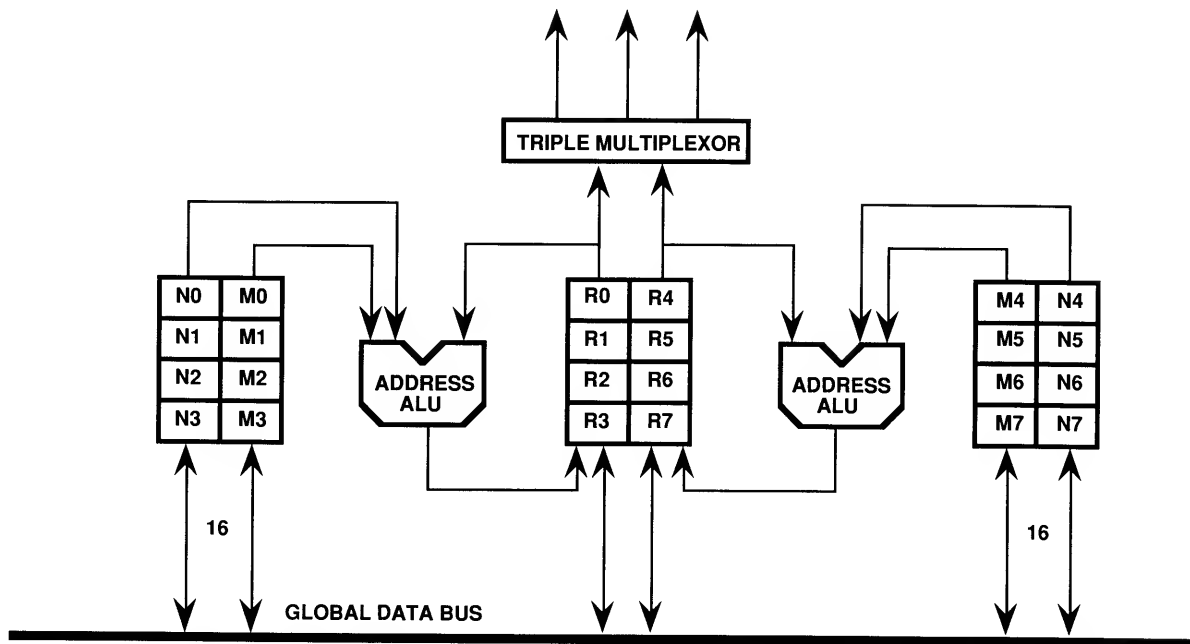 TRIPLE MULTIPLEXOR
N0 M0
N1 M1
N2 M2
N3 M3
ADDRESS
ALU
R0 R4
R1 R5
R2 R6
R3 R7
ADDRESS
ALU
M4 N4
M5 N5
M6 N6
M7 N7
16
16
GLOBAL DATA BUS